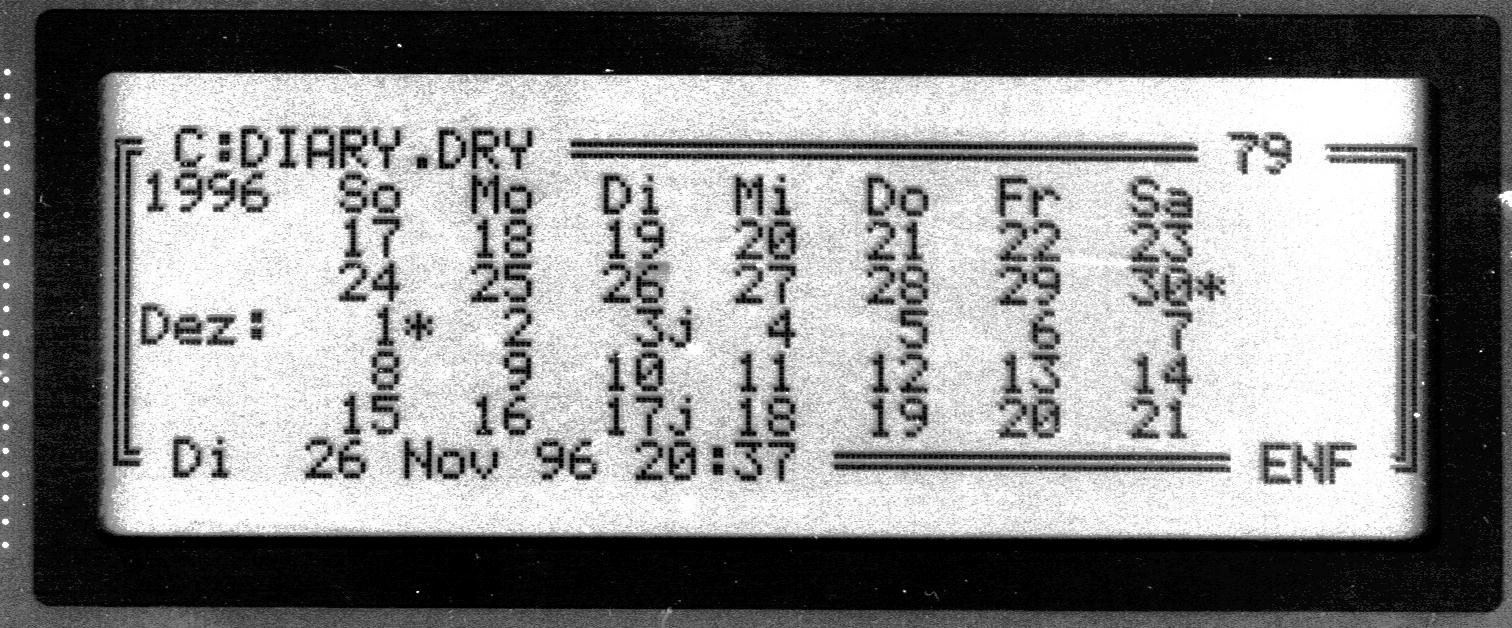 C:DIARY.DRY 79
1996 So Mo Di Mi Do Fr Sa
17 18 19 20 21 22 23
24 25 26 27 28 29 30*
Dez: 1* 2 3j 4 5 6 7
8 9 10 11 12 13 14
15 16 17j 18 19 20 21
Di 26 Nov 96 20:37 ENF